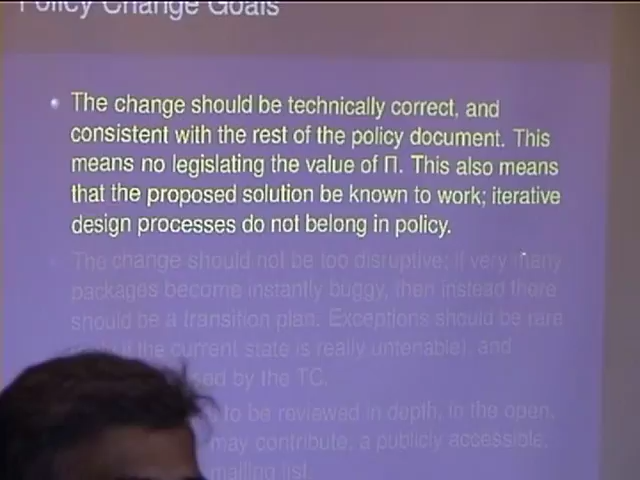 Policy Change Goals
The change should be technically correct, and
consistent with the rest of the policy document. This
means no legislating the value of Π. This also means
that the proposed solution be known to work; iterative
design processes do not belong in policy.
The change should not be too disruptive; if very many
packages become instantly buggy, then instead there
should be a transition plan. Exceptions should be rare
if the current state is really untenable), and
by the TC.
to be reviewed in depth, in the open,
may contribute, a publicly accessible,
mailing list.